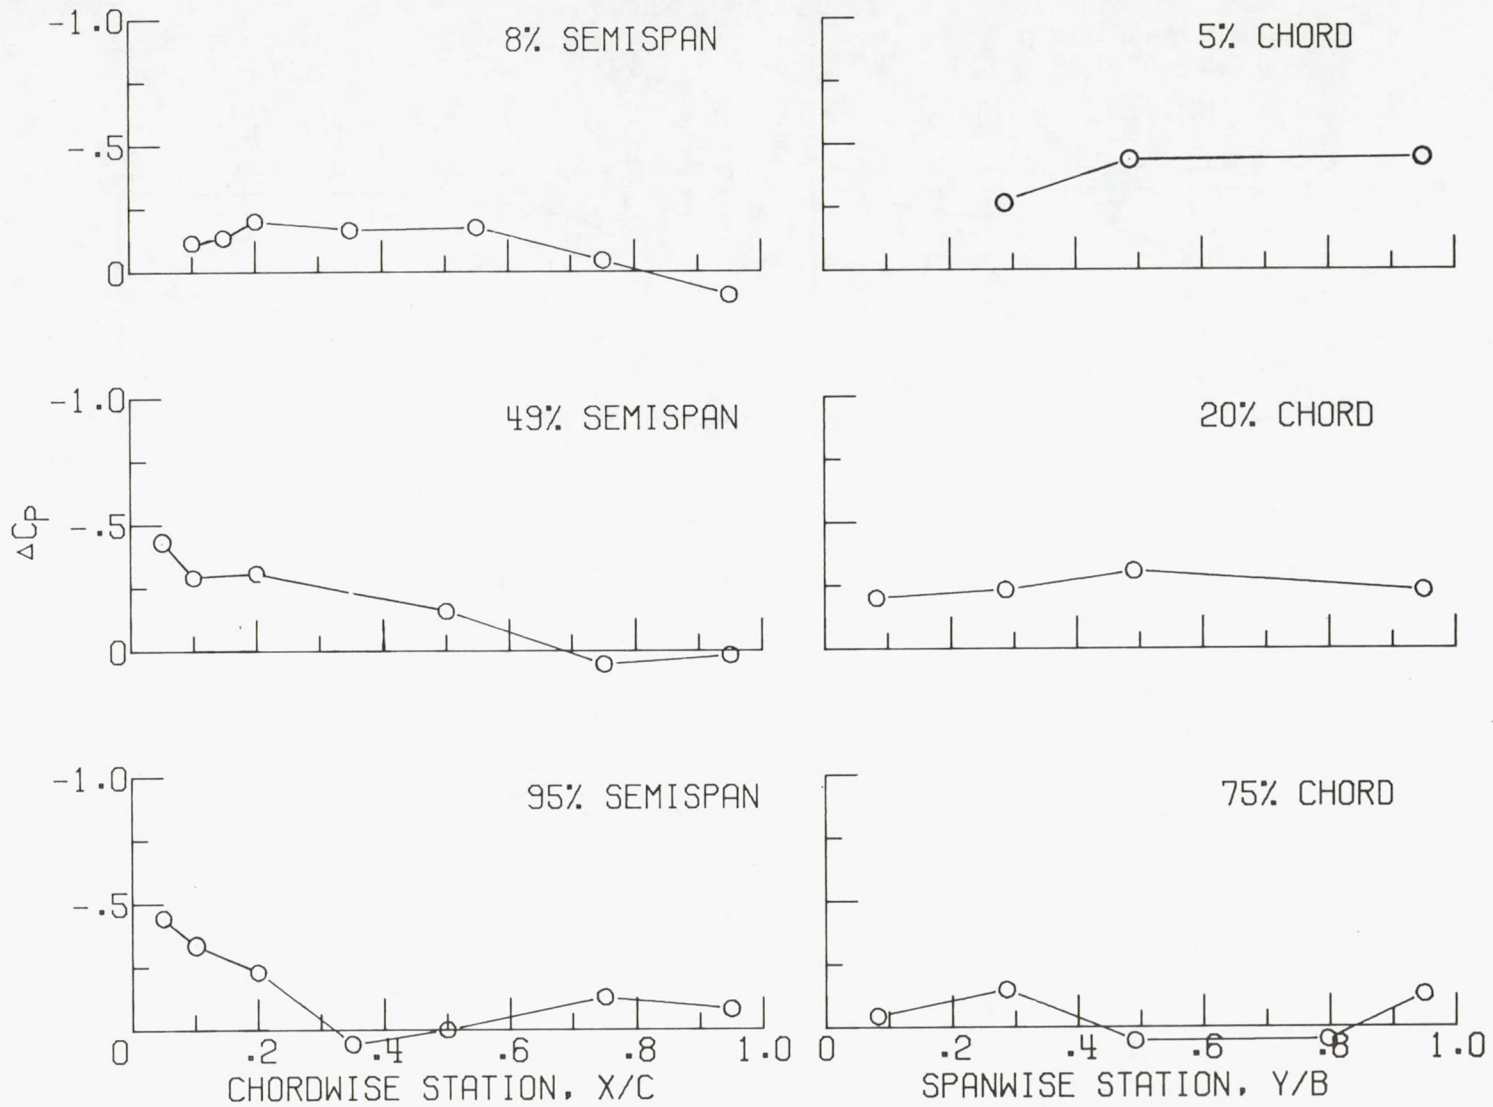 -1.0
8% SEMISPAN
5% CHORD
-.5
0
-1.0
49% SEMISPAN
20% CHORD
ΔCP
-.5
0
-1.0
95% SEMISPAN
75% CHORD
-.5
0 .2 .4 .6 .8 1.0
0 .2 .4 .6 .8 1.0
CHORDWISE STATION, X/C
SPANWISE STATION, Y/B